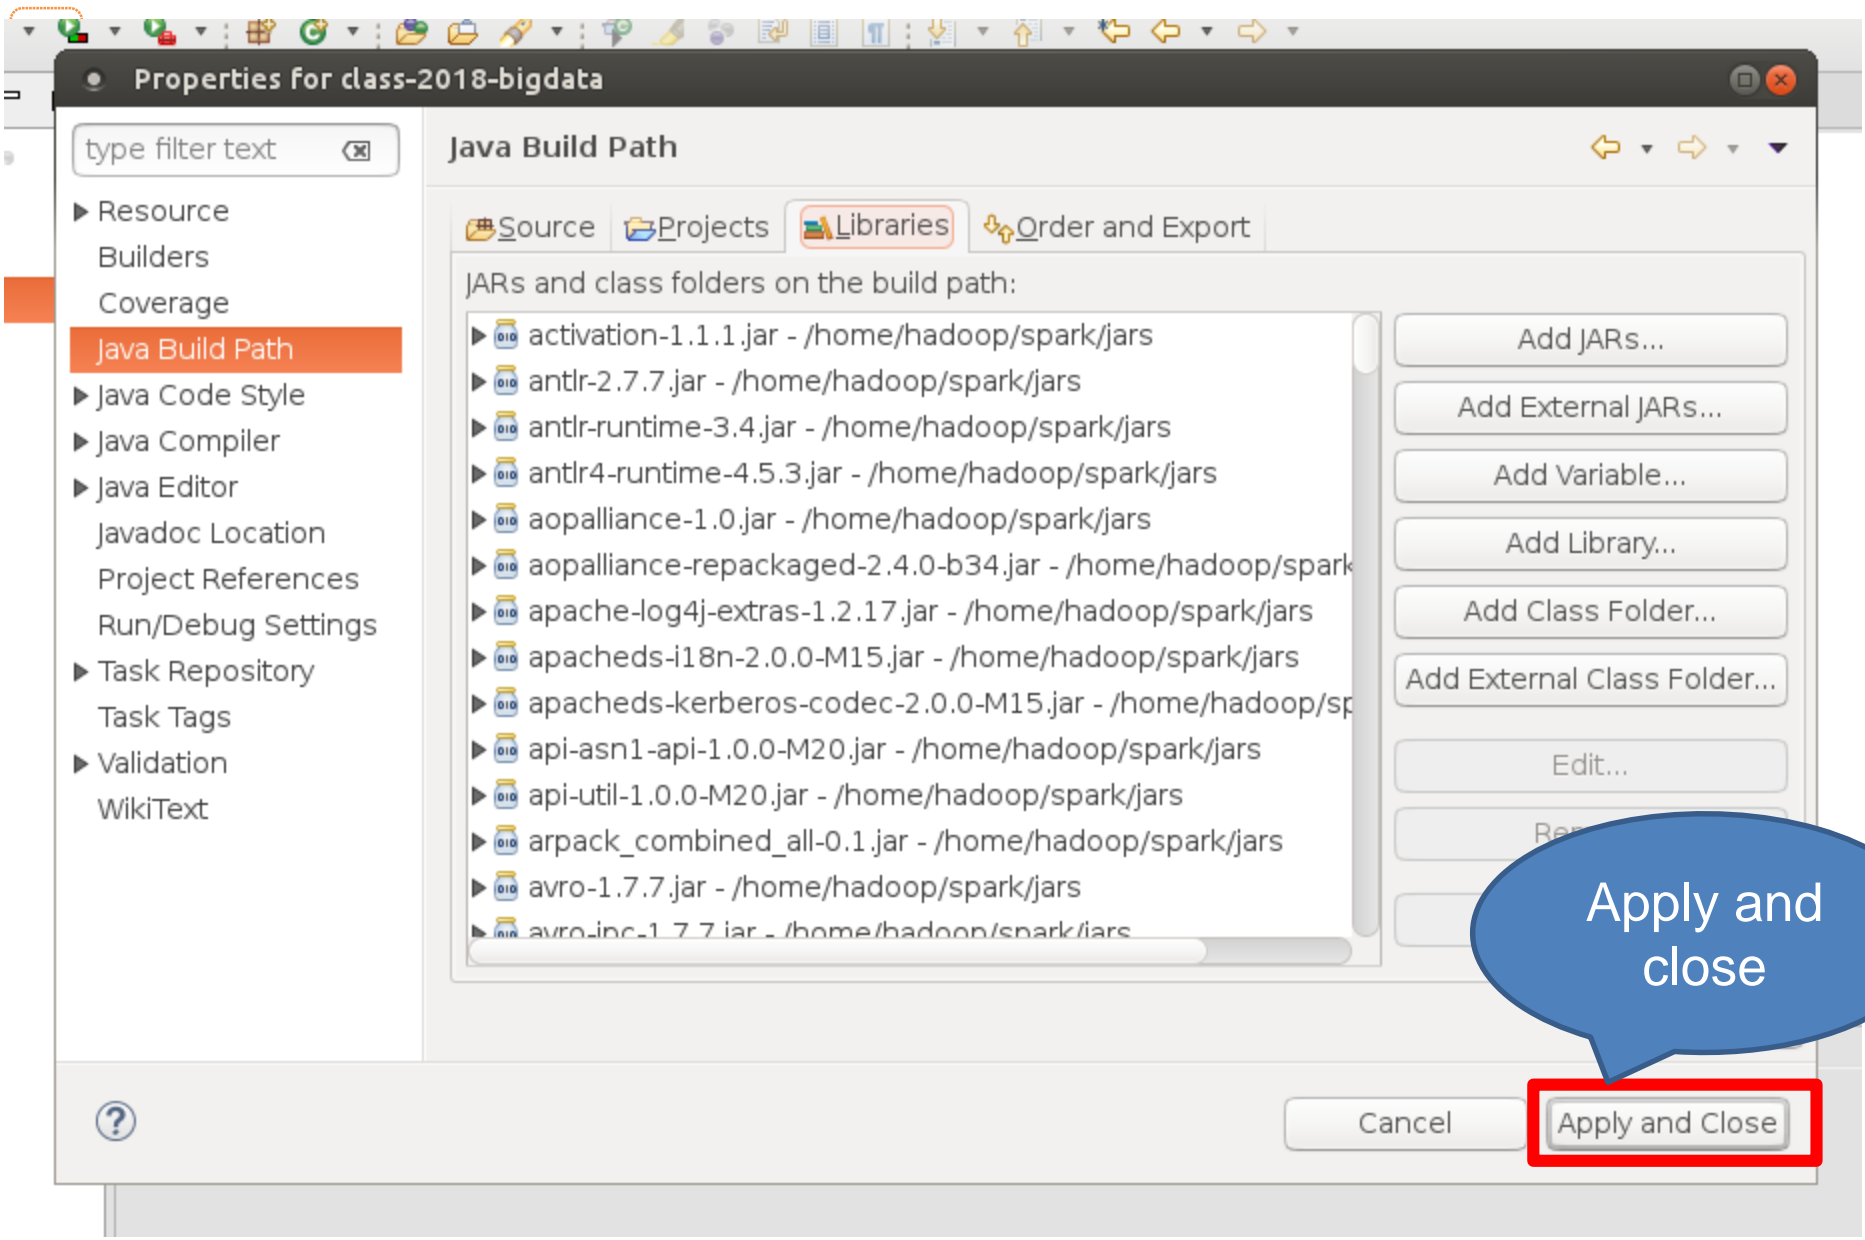 Properties for class-2018-bigdata
type filter text
Resource
Builders
Coverage
Java Build Path
Java Code Style
Java Compiler
Java Editor
Javadoc Location
Project References
Run/Debug Settings
Task Repository
Task Tags
Validation
WikiText
Java Build Path
Source Projects Libraries Order and Export
JARs and class folders on the build path:
activation-1.1.1.jar - /home/hadoop/spark/jars
antlr-2.7.7.jar - /home/hadoop/spark/jars
antlr-runtime-3.4.jar - /home/hadoop/spark/jars
antlr4-runtime-4.5.3.jar - /home/hadoop/spark/jars
aopalliance-1.0.jar - /home/hadoop/spark/jars
aopalliance-repackaged-2.4.0-b34.jar - /home/hadoop/spark
apache-log4j-extras-1.2.17.jar - /home/hadoop/spark/jars
apacheds-i18n-2.0.0-M15.jar - /home/hadoop/spark/jars
apacheds-kerberos-codec-2.0.0-M15.jar - /home/hadoop/sp
api-asn1-api-1.0.0-M20.jar - /home/hadoop/spark/jars
api-util-1.0.0-M20.jar - /home/hadoop/spark/jars
arpack_combined_all-0.1.jar - /home/hadoop/spark/jars
avro-1.7.7.jar - /home/hadoop/spark/jars
avro-ipc-1.7.7.jar - /home/hadoop/spark/jars
Add JARs...
Add External JARs...
Add Variable...
Add Library...
Add Class Folder...
Add External Class Folder...
Edit...
Apply and
close
Cancel
Apply and Close